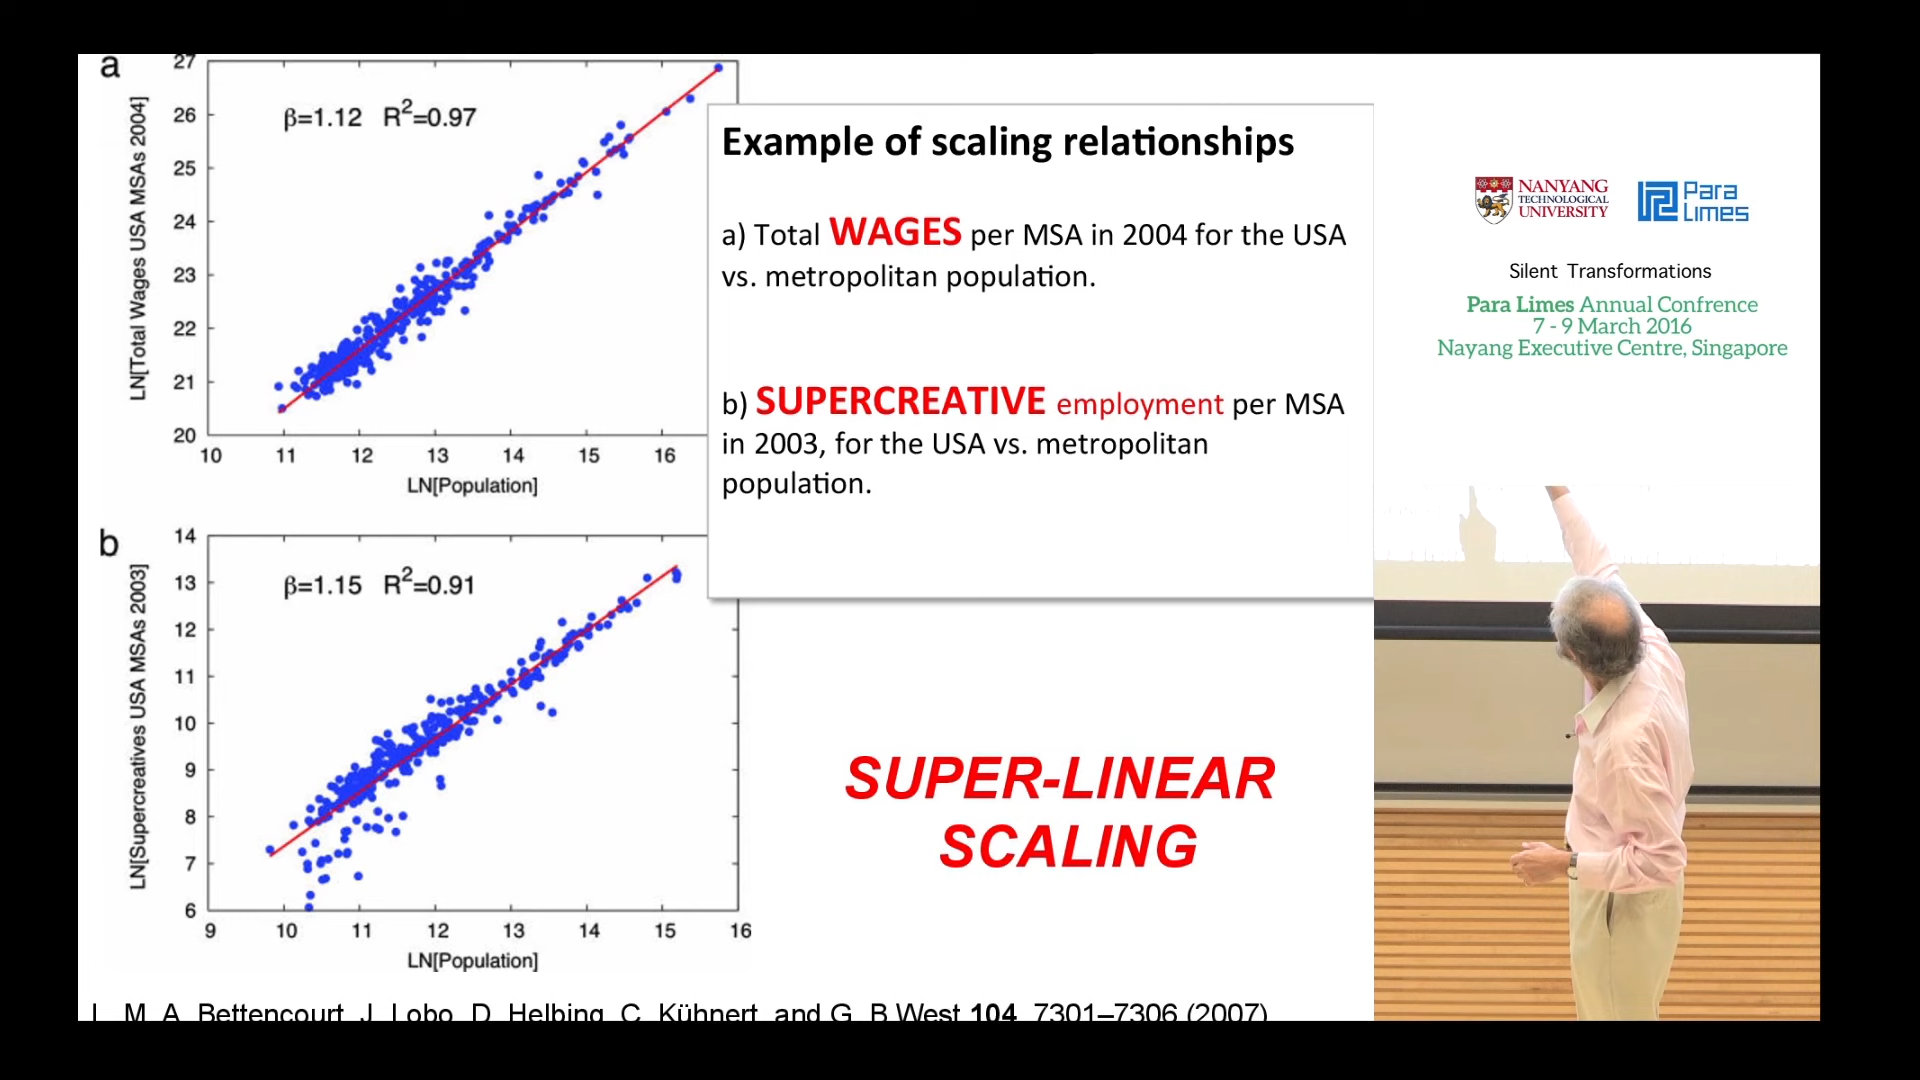 a
β=1.12 R²=0.97
LN[Total Wages USA MSAs 2004]
27
26
25
24
23
22
21
20
10 11 12 13 14 15 16
LN[Population]
b
β=1.15 R²=0.91
LN[Supercreatives USA MSAs 2003]
14
13
12
11
10
9
8
7
6
9 10 11 12 13 14 15 16
LN[Population]
Example of scaling relationships
a) Total WAGES per MSA in 2004 for the USA
vs. metropolitan population.
b) SUPERCREATIVE employment per MSA
in 2003, for the USA vs. metropolitan
population.
SUPER-LINEAR
SCALING
L. M. A. Bettencourt, J. Lobo, D. Helbing, C. Kühnert, and G. B West 104, 7301–7306 (2007)
NANYANG
TECHNOLOGICAL
UNIVERSITY
Para
Limes
Silent Transformations
Para Limes Annual Confrence
7 - 9 March 2016
Nayang Executive Centre, Singapore